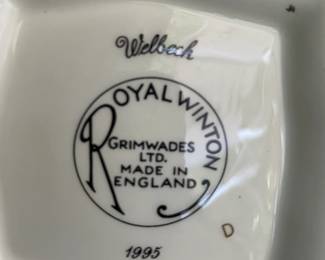 Welbeck
ROYAL WINTON
GRIMWADES
LTD.
MADE IN
ENGLAND
D
1995